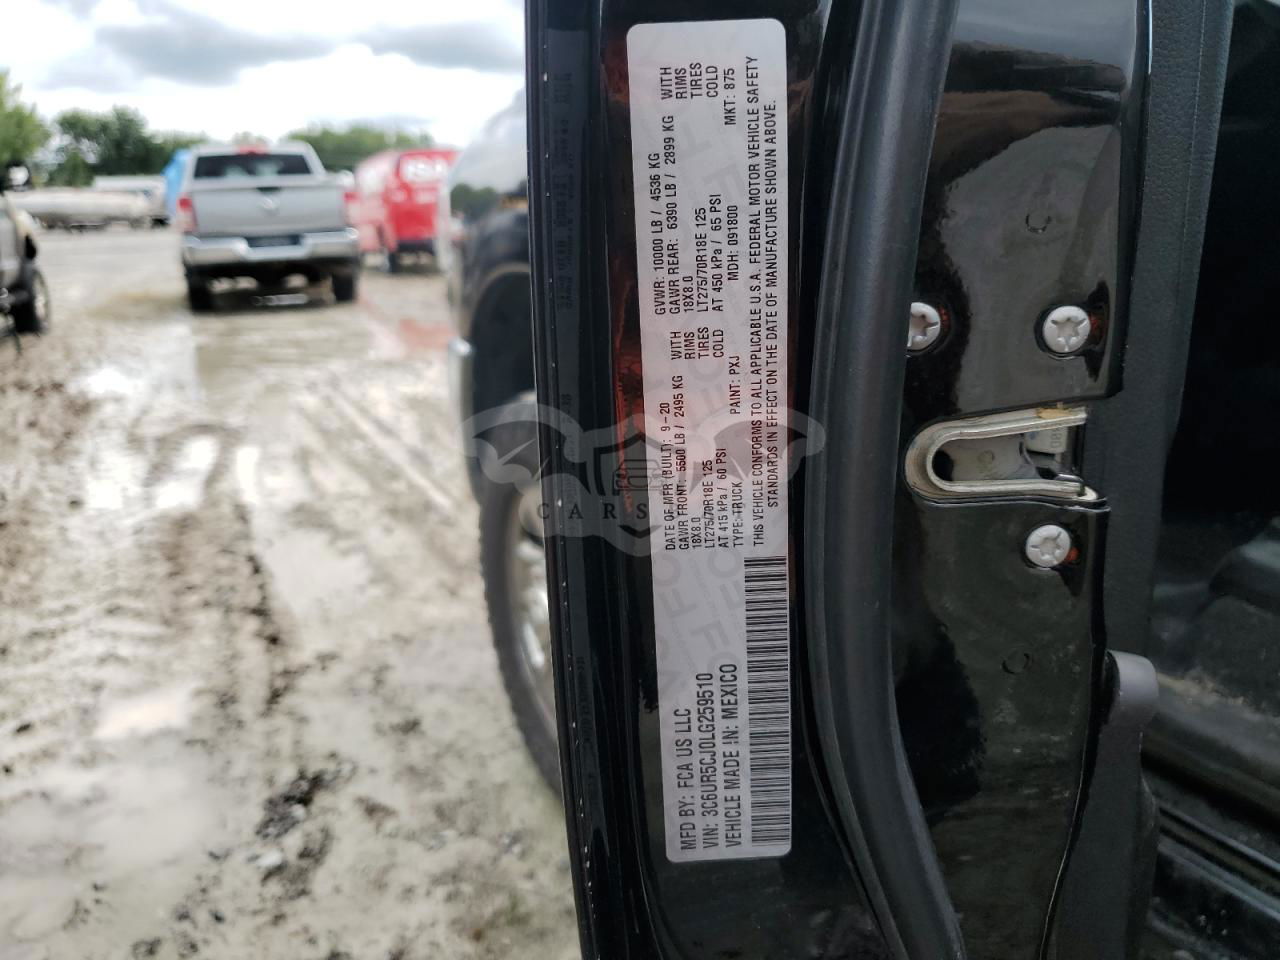 MFD BY: FCA US LLC
DATE OF MFR (BUILT): 9-20
GVWR: 10000 LB / 4536 KG
GAWR FRONT: 5500 LB / 2495 KG WITH
18X8.0 RIMS
LT275/70R18E 125 TIRES
AT 415 kPa / 60 PSI COLD
GAWR REAR: 6390 LB / 2899 KG WITH
18X8.0 RIMS
LT275/70R18E 125 TIRES
AT 450 kPa / 65 PSI COLD
VIN: 3C6UR5CJ0LG259510
TYPE: TRUCK PAINT: PXJ MDH: 091800 MKT: 875
VEHICLE MADE IN: MEXICO
THIS VEHICLE CONFORMS TO ALL APPLICABLE U.S.A. FEDERAL MOTOR VEHICLE SAFETY
STANDARDS IN EFFECT ON THE DATE OF MANUFACTURE SHOWN ABOVE.
CARS